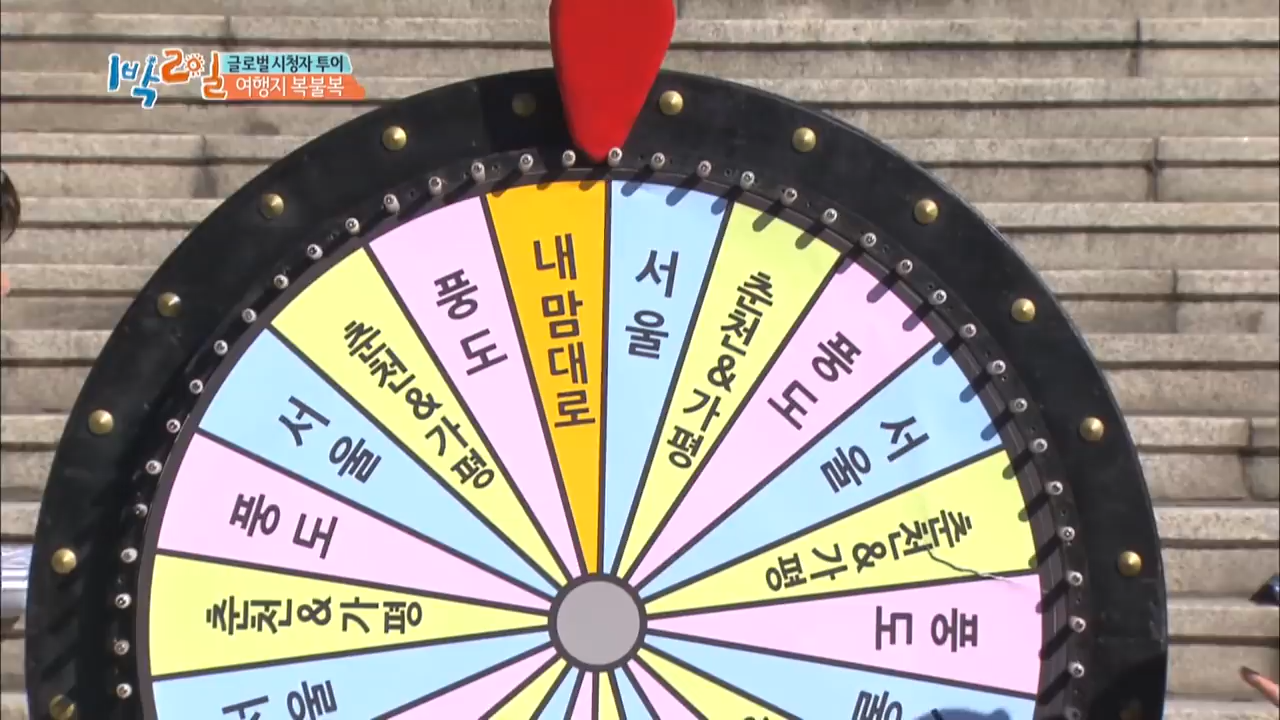 1박2일
글로벌 시청자 투어
여행지 복불복
내 맘대로
서울
춘천&가평
풍도
서울
춘천&가평
풍도
서울
서울
춘천&가평
풍도
서울
춘천&가평
풍도